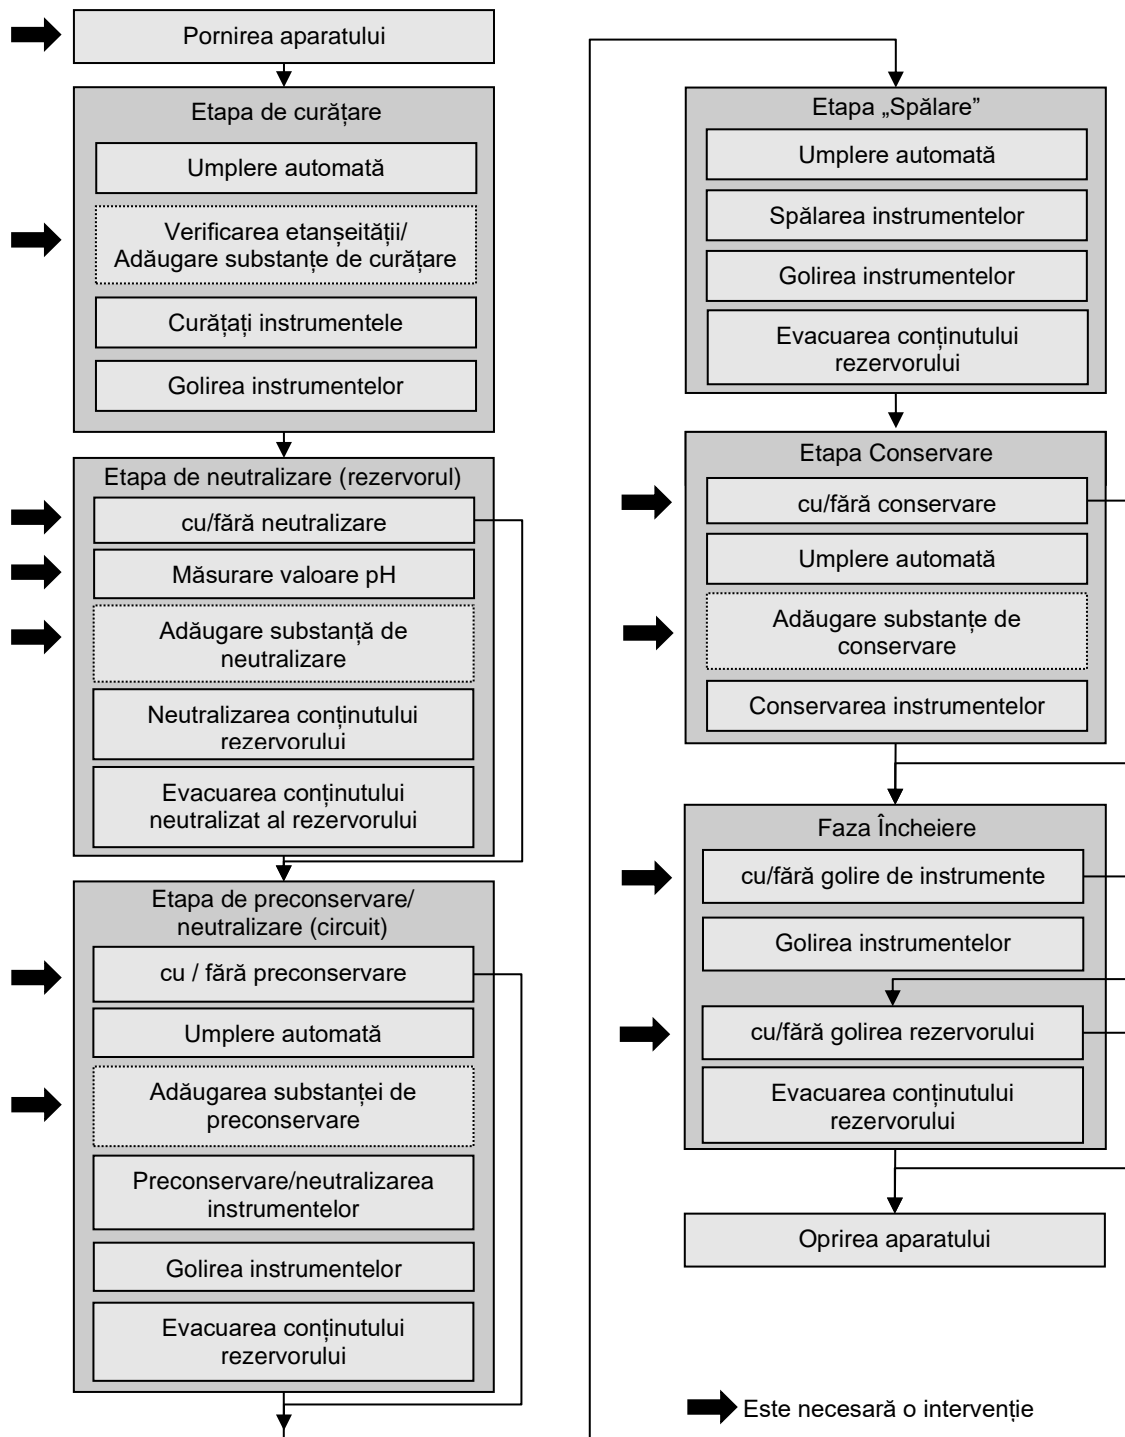 Pornirea aparatului
Etapa de curățare
Umplere automată
Verificarea etanșeității/
Adăugare substanțe de curățare
Curățați instrumentele
Golirea instrumentelor
Etapa de neutralizare (rezervorul)
cu/fără neutralizare
Măsurare valoare pH
Adăugare substanță de
neutralizare
Neutralizarea conținutului
rezervorului
Evacuarea conținutului
neutralizat al rezervorului
Etapa de preconservare/
neutralizare (circuit)
cu / fără preconservare
Umplere automată
Adăugarea substanței de
preconservare
Preconservare/neutralizarea
instrumentelor
Golirea instrumentelor
Evacuarea conținutului
rezervorului
Etapa „Spălare”
Umplere automată
Spălarea instrumentelor
Golirea instrumentelor
Evacuarea conținutului
rezervorului
Etapa Conservare
cu/fără conservare
Umplere automată
Adăugare substanțe de
conservare
Conservarea instrumentelor
Faza Încheiere
cu/fără golire de instrumente
Golirea instrumentelor
cu/fără golirea rezervorului
Evacuarea conținutului
rezervorului
Oprirea aparatului
Este necesară o intervenție